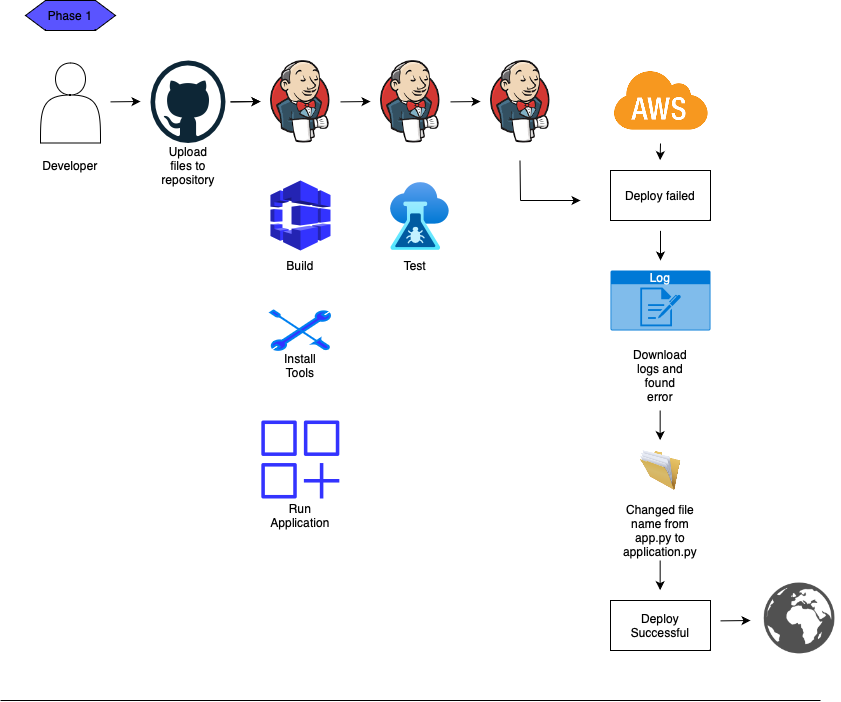 Phase 1
Developer
Upload
files to
repository
Build
Test
Install
Tools
Run
Application
AWS
Deploy failed
Log
Download
logs and
found
error
Changed file
name from
app.py to
application.py
Deploy
Successful